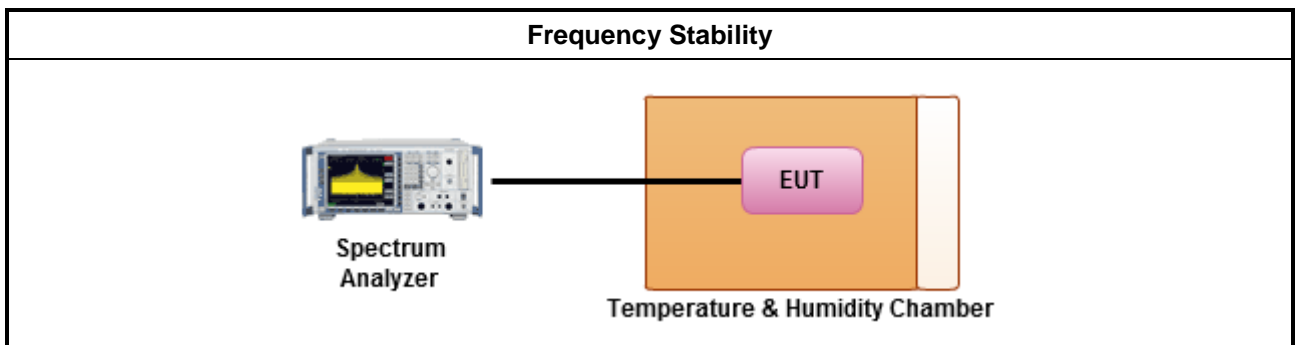 Frequency Stability
EUT
Spectrum
Analyzer
Temperature & Humidity Chamber